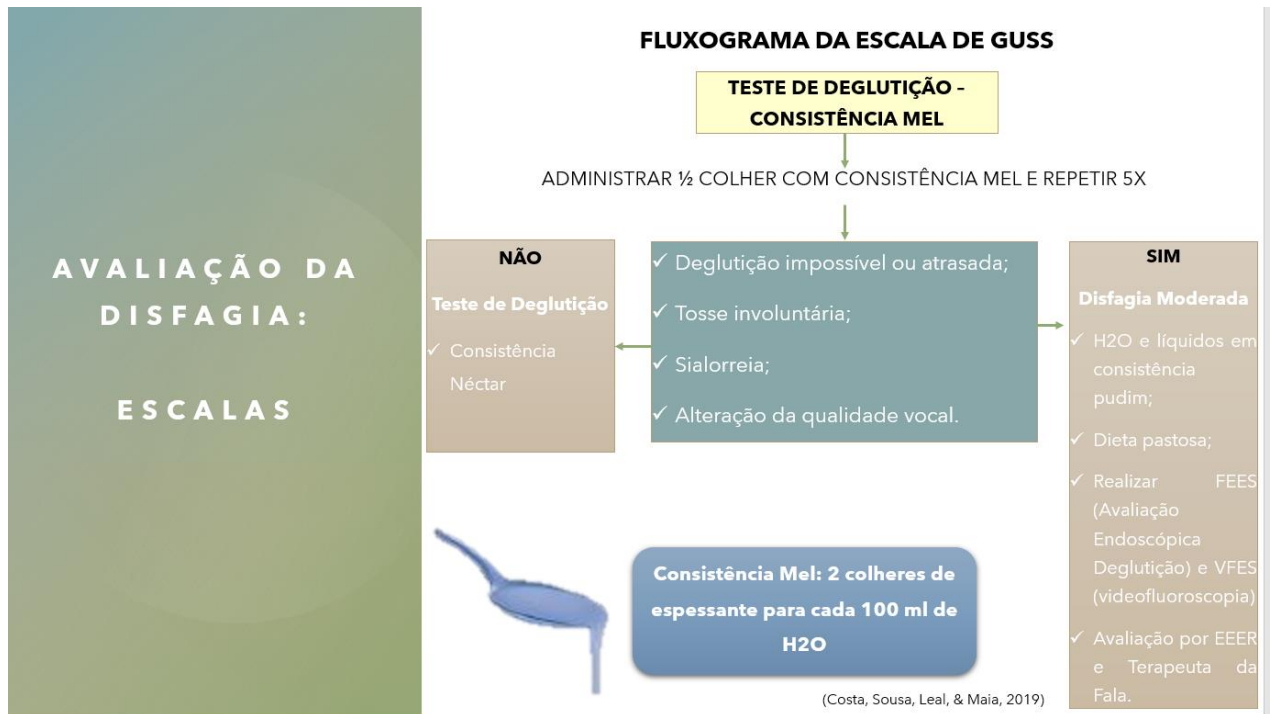 AVALIAÇÃO DA
DISFAGIA:
ESCALAS
FLUXOGRAMA DA ESCALA DE GUSS
TESTE DE DEGLUTIÇÃO –
CONSISTÊNCIA MEL
ADMINISTRAR ½ COLHER COM CONSISTÊNCIA MEL E REPETIR 5X
NÃO
Teste de Deglutição
✓ Consistência
Néctar
✓ Deglutição impossível ou atrasada;
✓ Tosse involuntária;
✓ Sialorreia;
✓ Alteração da qualidade vocal.
SIM
Disfagia Moderada
✓ H2O e líquidos em
consistência
pudim;
✓ Dieta pastosa;
✓ Realizar FEES
(Avaliação
Endoscópica
Deglutição) e VFES
(videofluoroscopia)
✓ Avaliação por EEER
e Terapeuta da
Fala.
Consistência Mel: 2 colheres de
espessante para cada 100 ml de
H2O
(Costa, Sousa, Leal, & Maia, 2019)